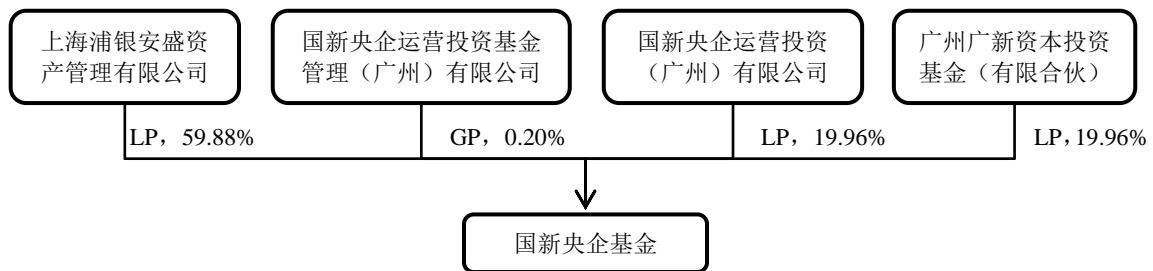 上海浦银安盛资
产管理有限公司
国新央企运营投资基金
管理（广州）有限公司
国新央企运营投资
（广州）有限公司
广州广新资本投资
基金（有限合伙）
LP，59.88%
GP，0.20%
LP，19.96%
LP，19.96%
国新央企基金